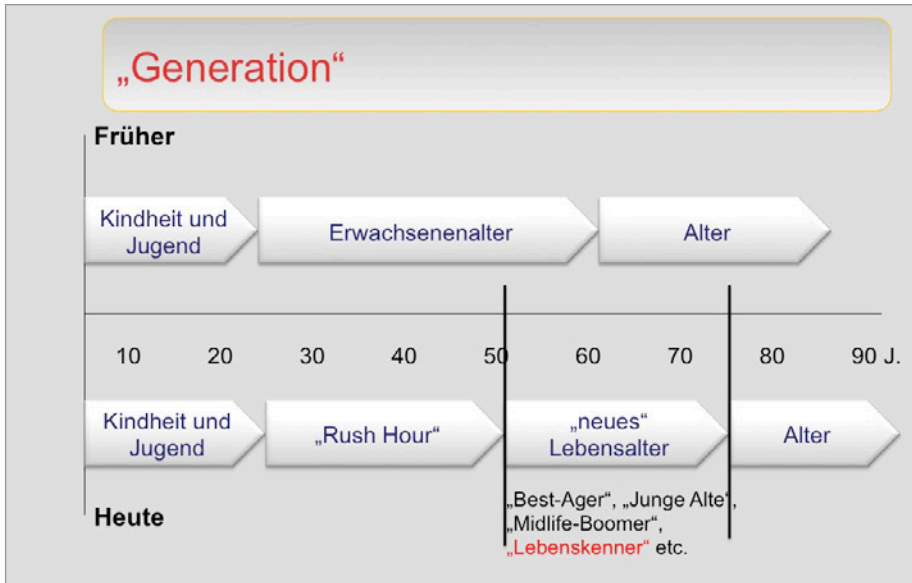 „Generation“
Früher
Kindheit und
Jugend
Erwachsenenalter
Alter
10 20 30 40 50 60 70 80 90 J.
Kindheit und
Jugend
„Rush Hour“
„neues“
Lebensalter
Alter
Heute
„Best-Ager“, „Junge Alte“,
„Midlife-Boomer“,
„Lebenskenner“ etc.